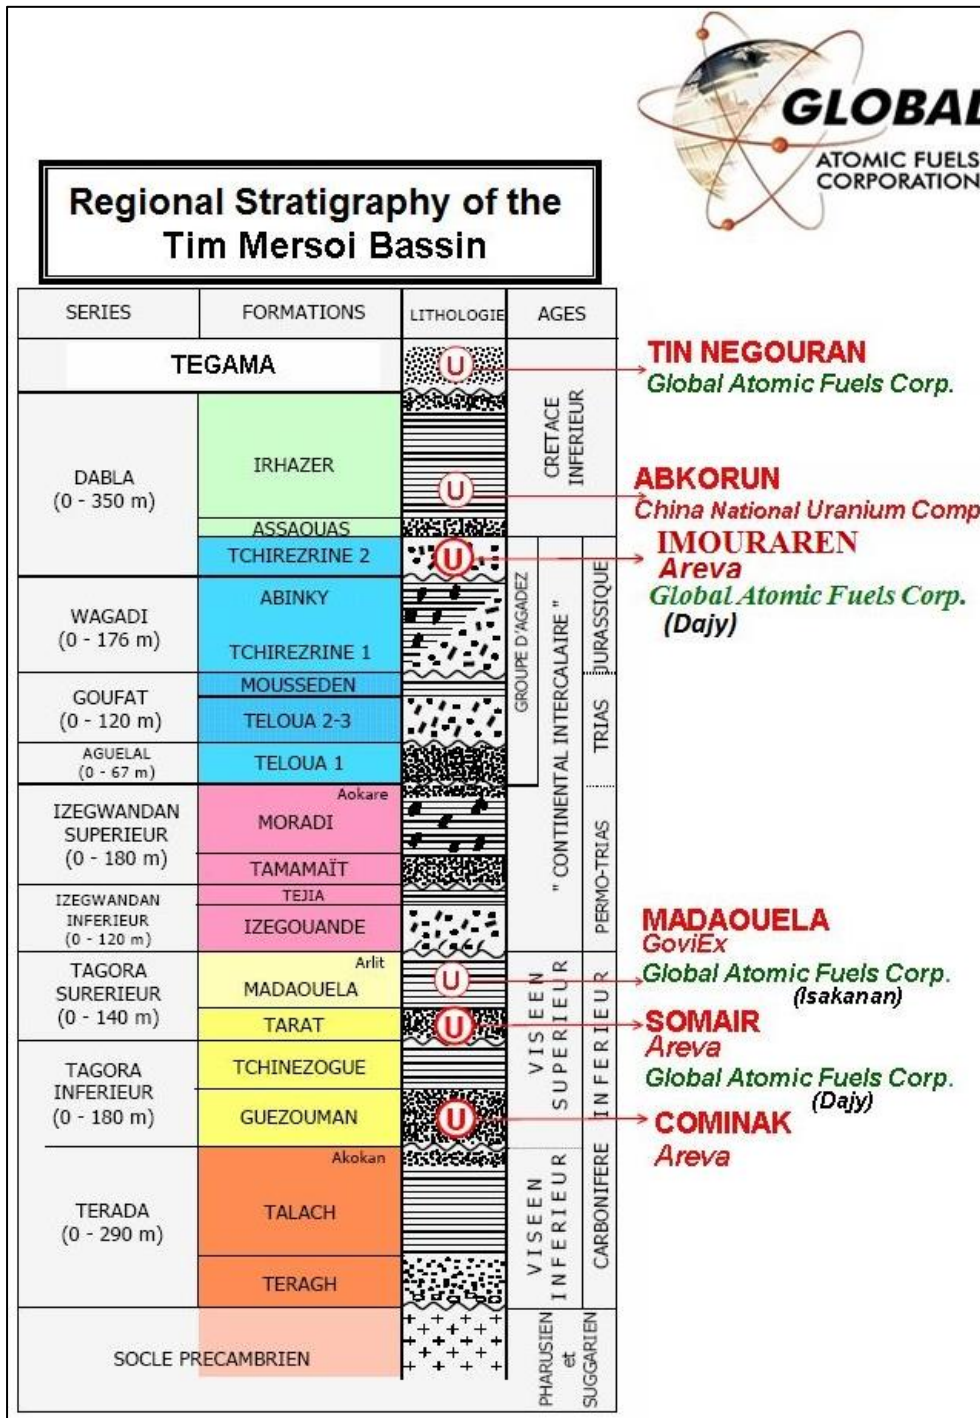 GLOBAL
ATOMIC FUELS
CORPORATION
Regional Stratigraphy of the
Tim Mersoi Bassin
SERIES FORMATIONS LITHOLOGIE AGES
TEGAMA
U
TIN NEGOURAN
Global Atomic Fuels Corp.
CRETACE
INFERIEUR
DABLA
(0 - 350 m)
IRHAZER
U
ABKORUN
China National Uranium Comp
ASSAOUAS
TCHIREZRINE 2
U
IMOURAREN
Areva
Global Atomic Fuels Corp.
(Dajy)
WAGADI
(0 - 176 m)
ABINKY
TCHIREZRINE 1
GROUPE D'AGADEZ
" CONTINENTAL INTERCALAIRE "
JURASSIQUE
GOUFAT
(0 - 120 m)
MOUSSEDEN
TELOUA 2-3
TRIAS
AGUELAL
(0 - 67 m)
TELOUA 1
IZEGWANDAN
SUPERIEUR
(0 - 180 m)
Aokare
MORADI
TAMAMAÏT
PERMO-TRIAS
IZEGWANDAN
INFERIEUR
(0 - 120 m)
TEJIA
IZEGOUANDE
TAGORA
SURERIEUR
(0 - 140 m)
Arlit
MADAOUELA
U
MADAOUELA
GoviEx
Global Atomic Fuels Corp.
(Isakanan)
TARAT
U
SOMAIR
Areva
Global Atomic Fuels Corp.
(Dajy)
VISEEN
SUPERIEUR
TAGORA
INFERIEUR
(0 - 180 m)
TCHINEZOGUE
GUEZOUMAN
U
COMINAK
Areva
CARBONIFERE INFERIEUR
TERADA
(0 - 290 m)
Akokan
TALACH
TERAGH
VISEEN
INFERIEUR
SOCLE PRECAMBRIEN
PHARUSIEN
et
SUGGARIEN